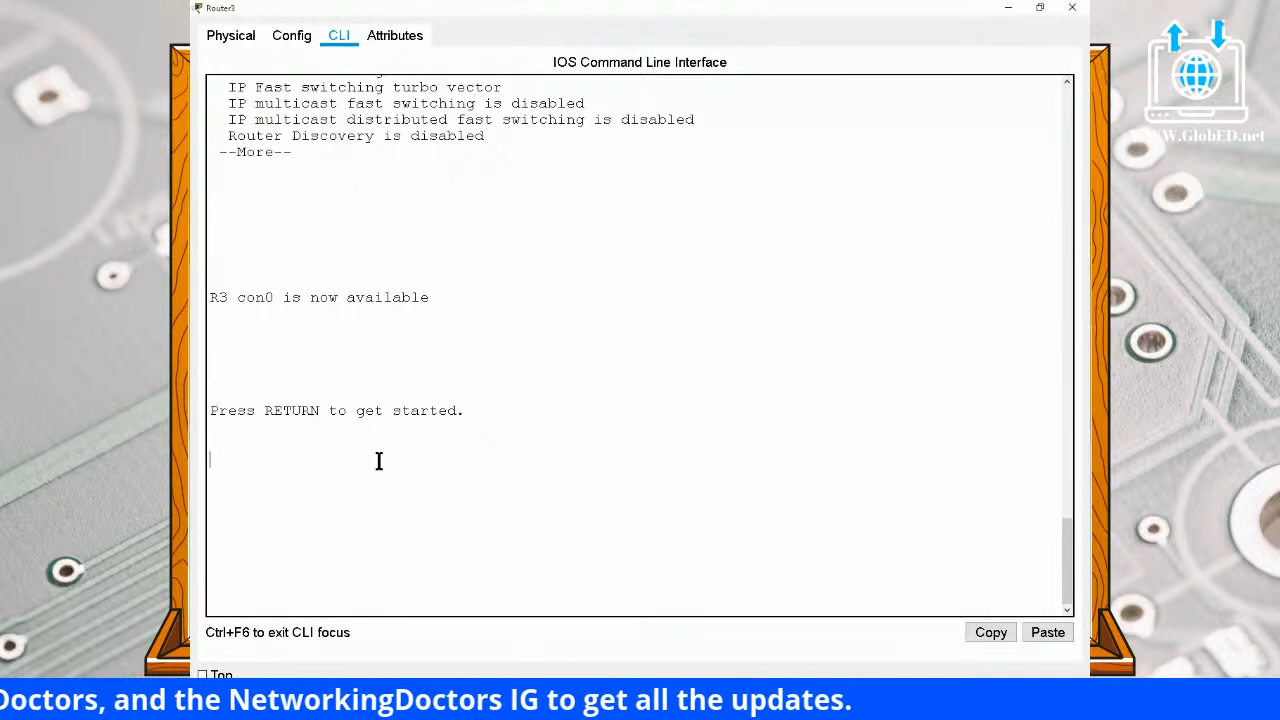 Router3
Physical Config CLI Attributes
IOS Command Line Interface
IP Fast switching turbo vector
IP multicast fast switching is disabled
IP multicast distributed fast switching is disabled
Router Discovery is disabled
--More--
R3 con0 is now available
Press RETURN to get started.
Ctrl+F6 to exit CLI focus
Copy Paste
Top
WWW.GlobED.net
Doctors, and the NetworkingDoctors IG to get all the updates.